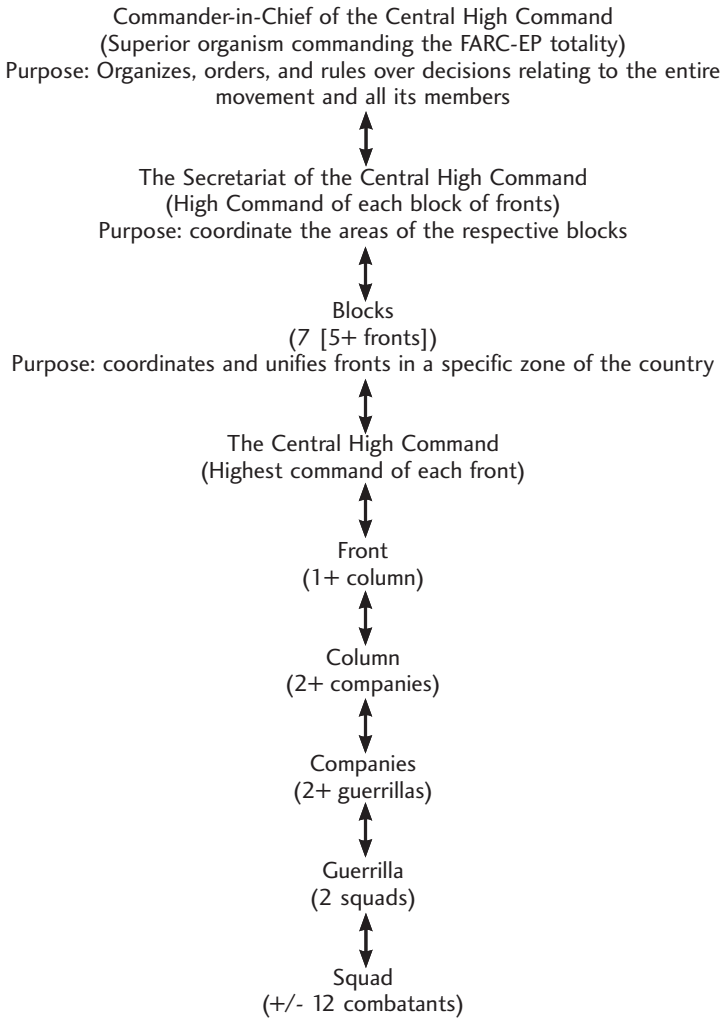 Commander-in-Chief of the Central High Command
(Superior organism commanding the FARC-EP totality)
Purpose: Organizes, orders, and rules over decisions relating to the entire
movement and all its members
The Secretariat of the Central High Command
(High Command of each block of fronts)
Purpose: coordinate the areas of the respective blocks
Blocks
(7 [5+ fronts])
Purpose: coordinates and unifies fronts in a specific zone of the country
The Central High Command
(Highest command of each front)
Front
(1+ column)
Column
(2+ companies)
Companies
(2+ guerrillas)
Guerrilla
(2 squads)
Squad
(+/- 12 combatants)